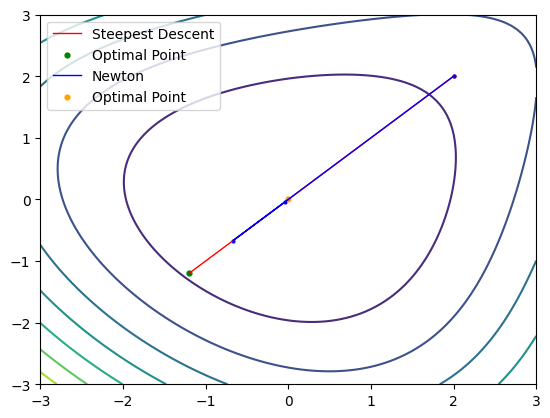 Steepest Descent
Optimal Point
Newton
Optimal Point
3
2
1
0
−1
−2
−3
−3 −2 −1 0 1 2 3